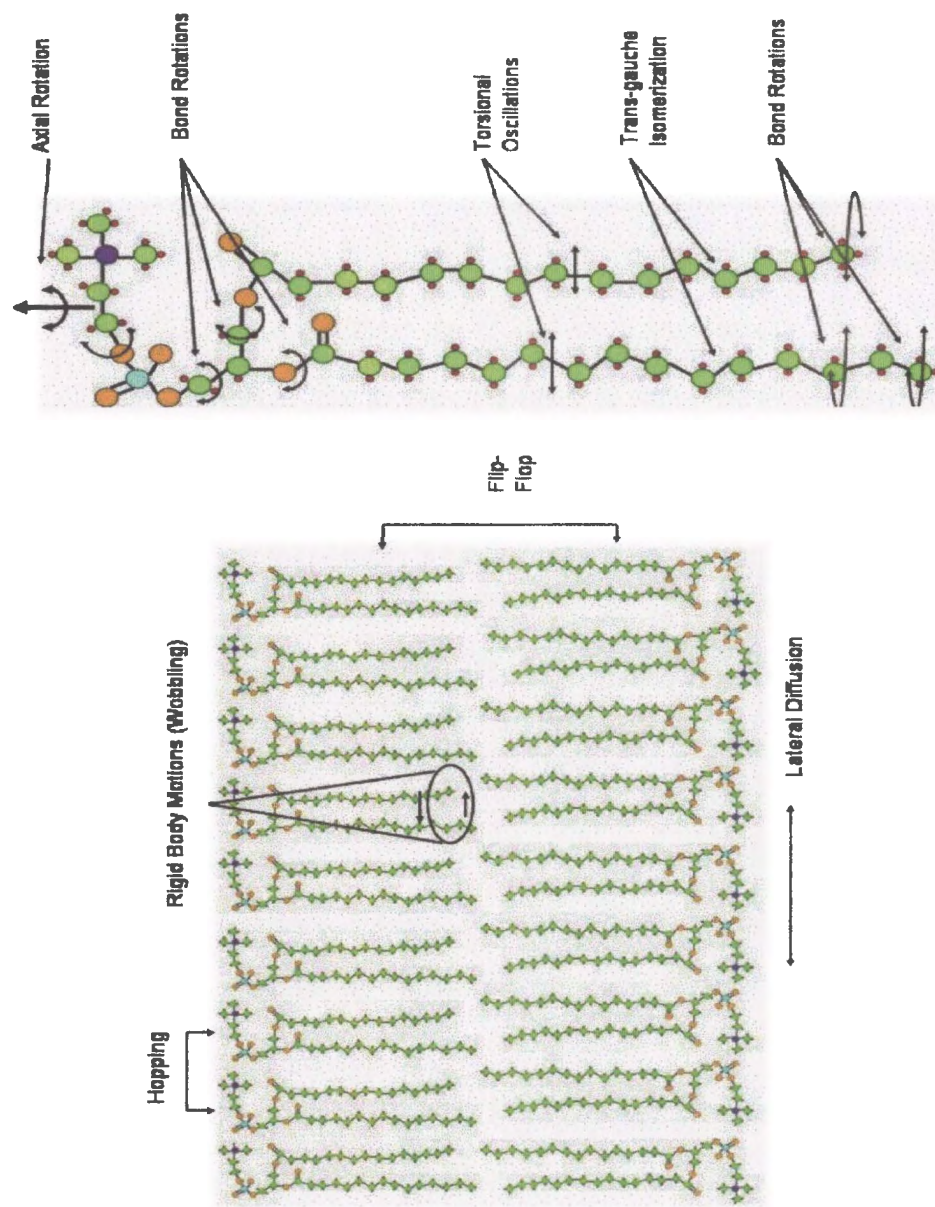 Hopping
Rigid Body Motions (Wobbling)
Flip-
Flop
Lateral Diffusion
Axial Rotation
Bond Rotations
Torsional
Oscillations
Trans-gauche
Isomerization
Bond Rotations